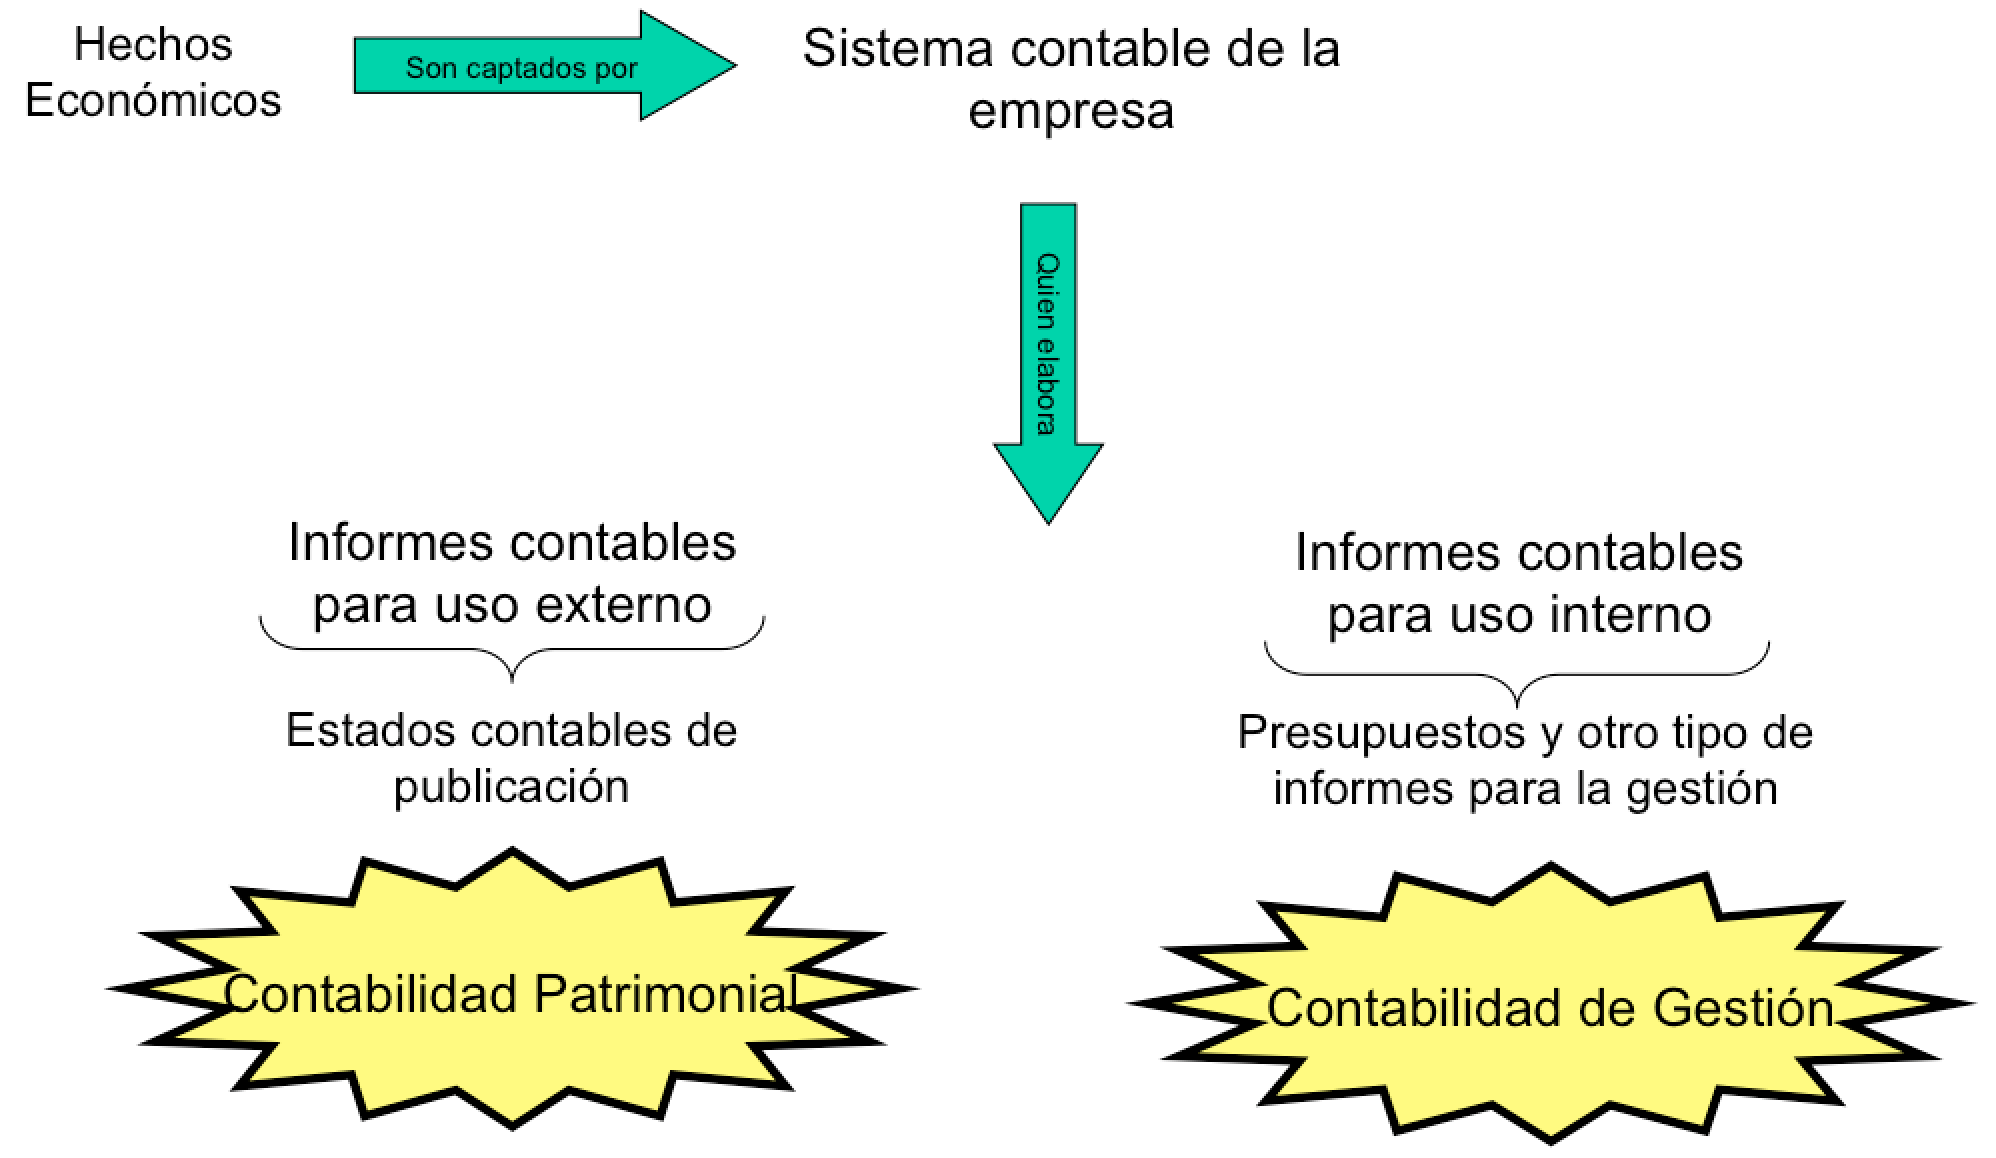 Hechos
Económicos
Son captados por
Sistema contable de la
empresa
Quien elabora
Informes contables
para uso externo
Estados contables de
publicación
Contabilidad Patrimonial
Informes contables
para uso interno
Presupuestos y otro tipo de
informes para la gestión
Contabilidad de Gestión